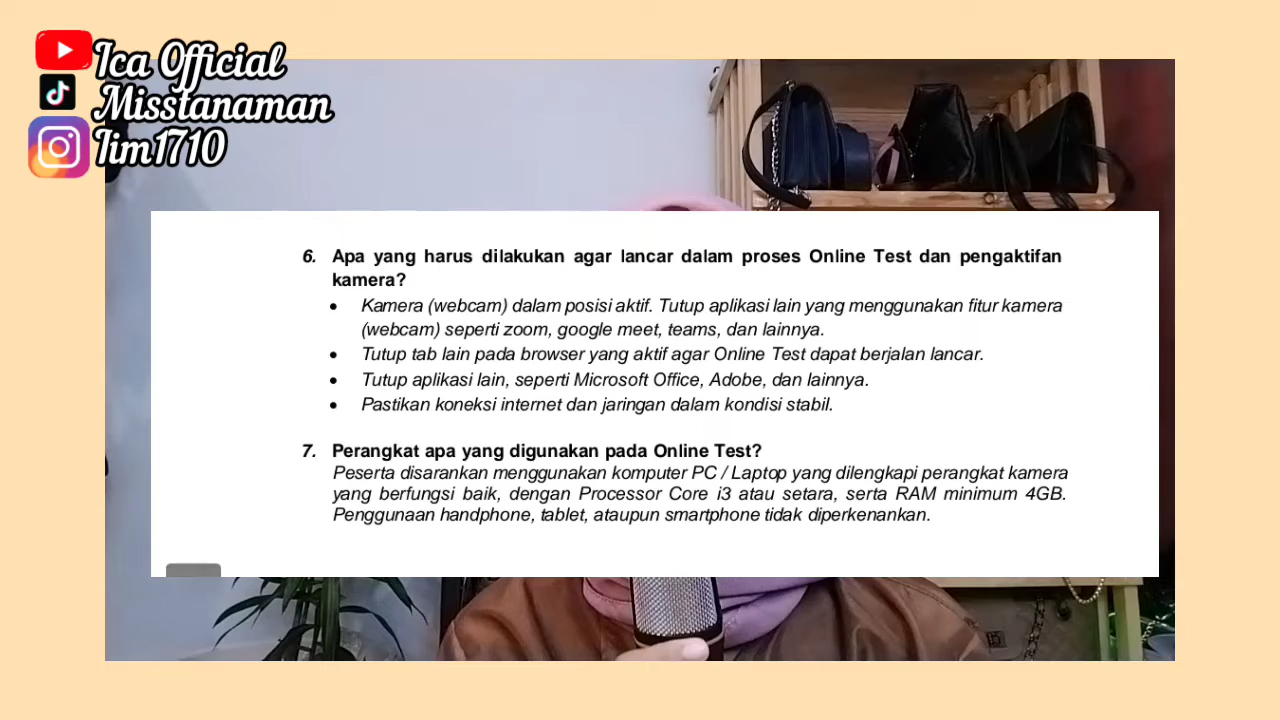 Ica Official
Misstanaman
Iim1710
6. Apa yang harus dilakukan agar lancar dalam proses Online Test dan pengaktifan
kamera?
• Kamera (webcam) dalam posisi aktif. Tutup aplikasi lain yang menggunakan fitur kamera
(webcam) seperti zoom, google meet, teams, dan lainnya.
• Tutup tab lain pada browser yang aktif agar Online Test dapat berjalan lancar.
• Tutup aplikasi lain, seperti Microsoft Office, Adobe, dan lainnya.
• Pastikan koneksi internet dan jaringan dalam kondisi stabil.
7. Perangkat apa yang digunakan pada Online Test?
Peserta disarankan menggunakan komputer PC / Laptop yang dilengkapi perangkat kamera
yang berfungsi baik, dengan Processor Core i3 atau setara, serta RAM minimum 4GB.
Penggunaan handphone, tablet, ataupun smartphone tidak diperkenankan.